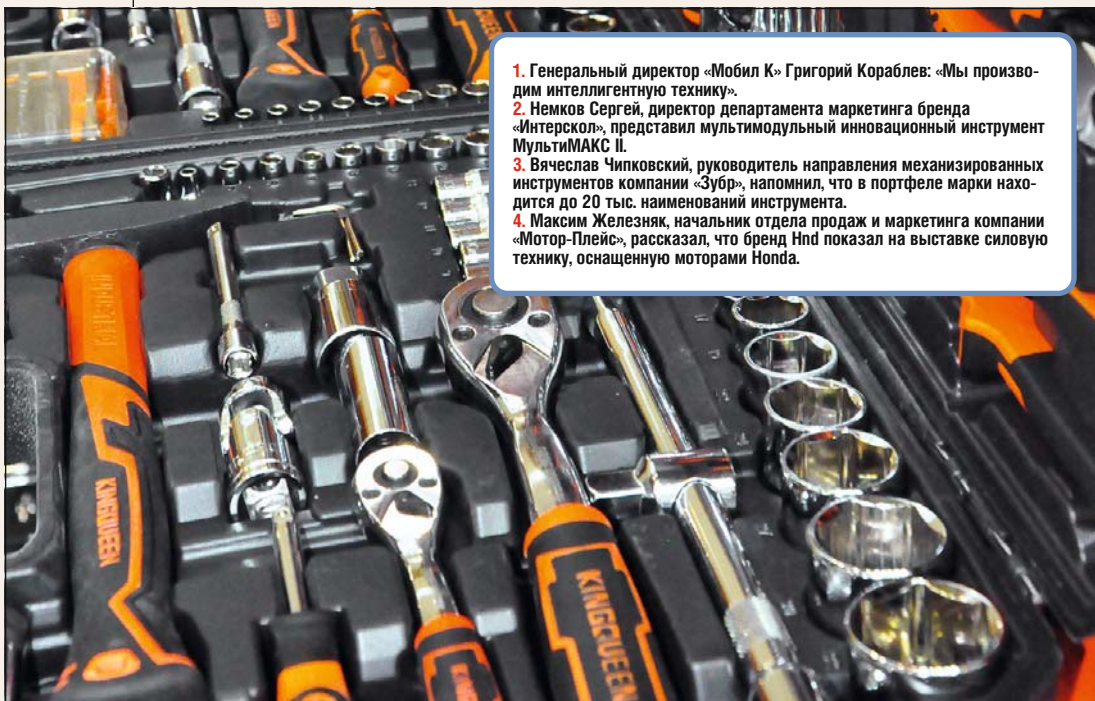 1. Генеральный директор «Мобил К» Григорий Кораблев: «Мы произво-
дим интеллигентную технику».
2. Немков Сергей, директор департамента маркетинга бренда
«Интерскол», представил мультимодульный инновационный инструмент
МультиМАКС II.
3. Вячеслав Чипковский, руководитель направления механизированных
инструментов компании «Зубр», напомнил, что в портфеле марки нахо-
дится до 20 тыс. наименований инструмента.
4. Максим Железняк, начальник отдела продаж и маркетинга компании
«Мотор-Плейс», рассказал, что бренд Hnd показал на выставке силовую
технику, оснащенную моторами Honda.
KINGQUEEN
KINGQUEEN